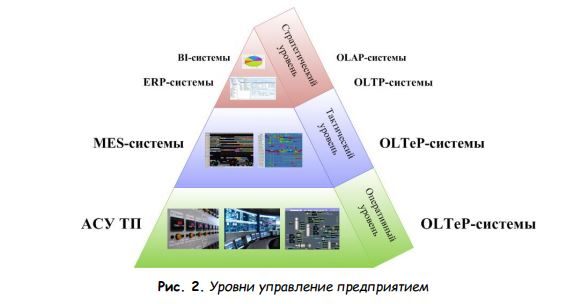 BI-системы
OLAP-системы
ERP-системы
OLTP-системы
Стратегический
уровень
MES-системы
Тактический
уровень
OLTeP-системы
АСУ ТП
Оперативный
уровень
OLTeP-системы
Рис. 2. Уровни управление предприятием